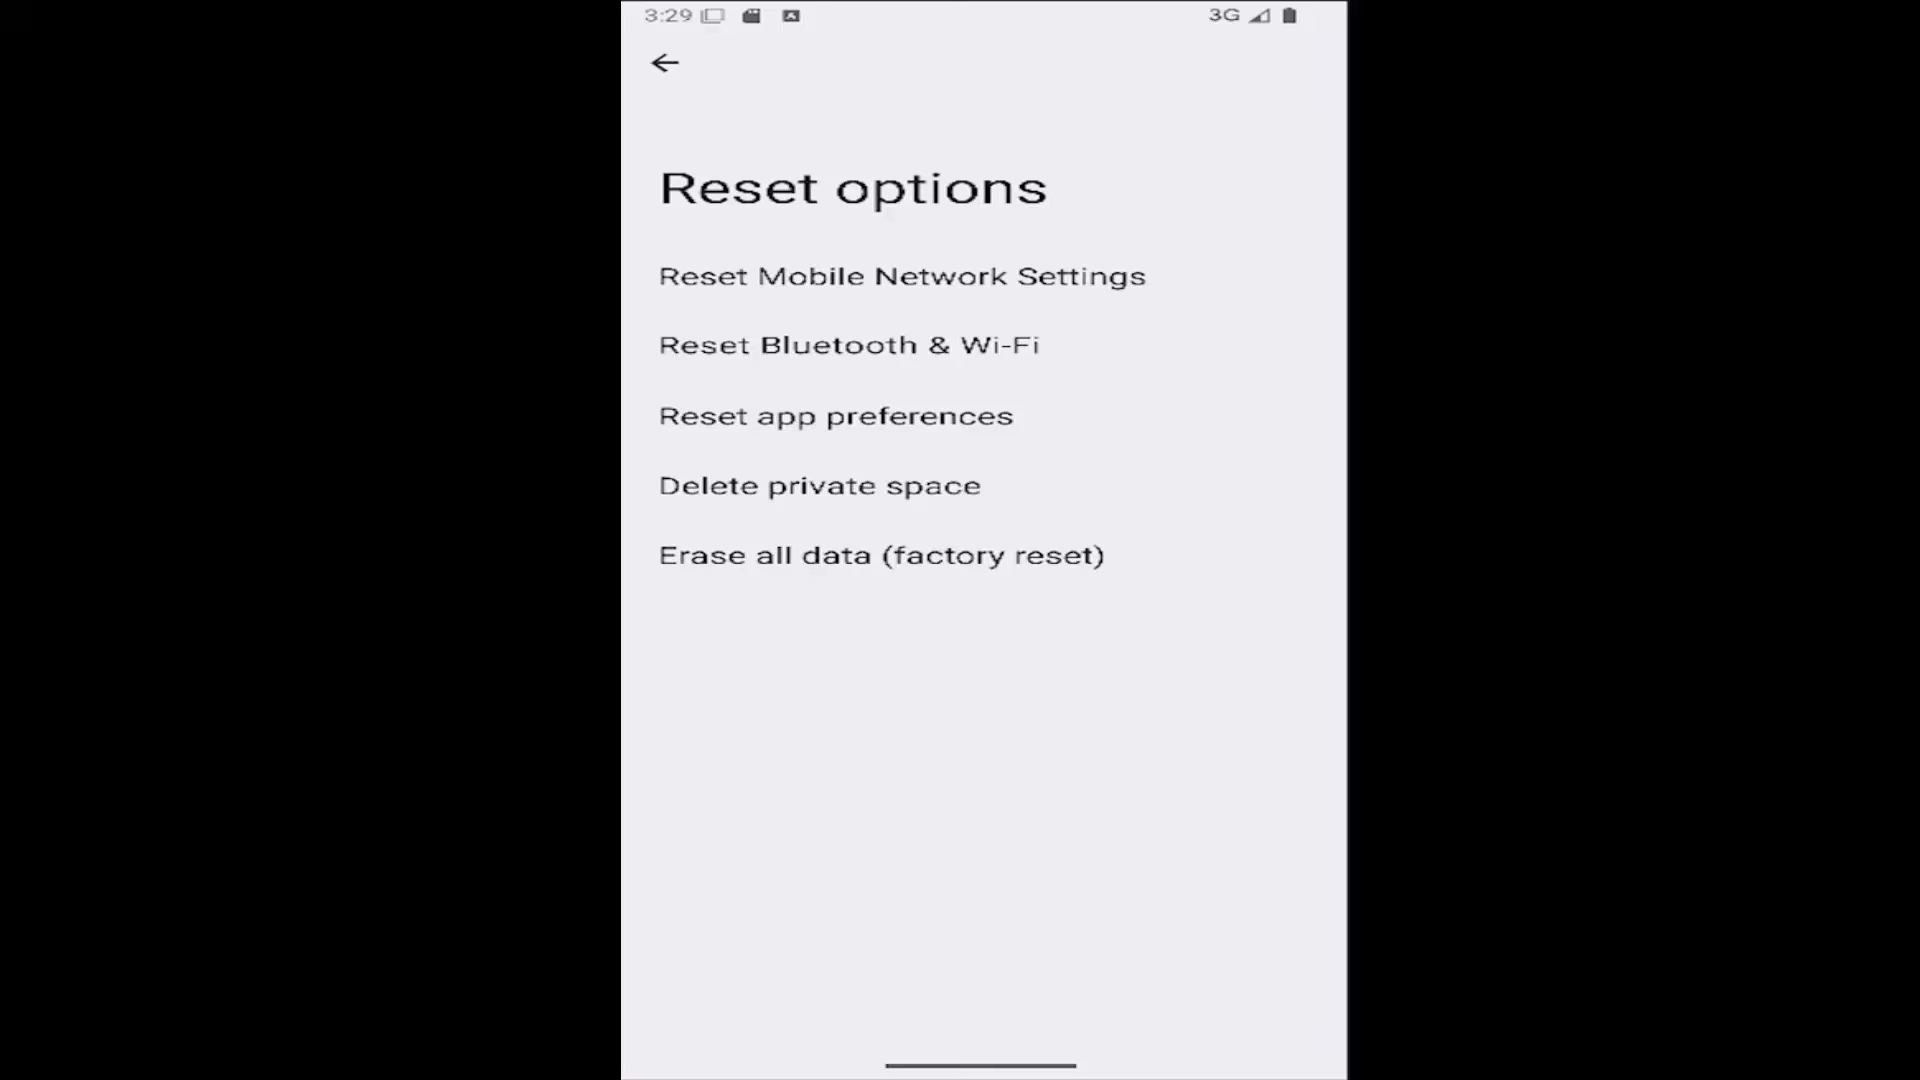 3:29
3G
Reset options
Reset Mobile Network Settings
Reset Bluetooth & Wi-Fi
Reset app preferences
Delete private space
Erase all data (factory reset)